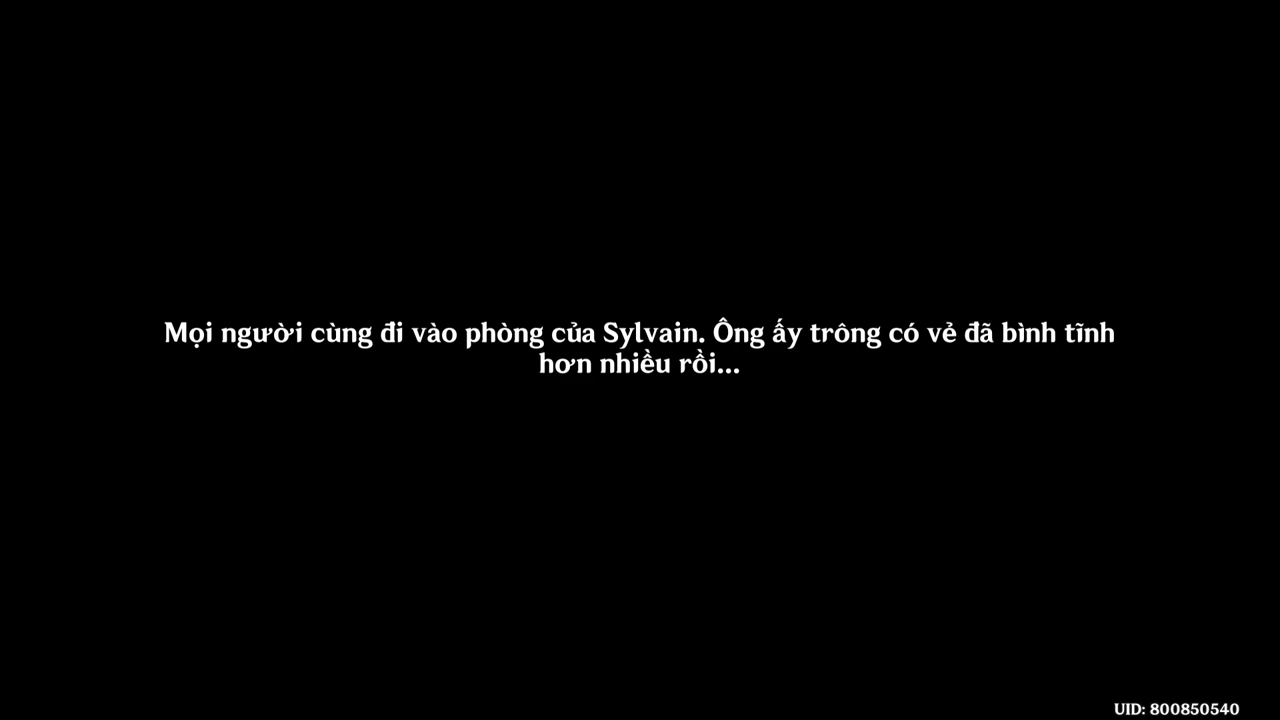 Mọi người cùng đi vào phòng của Sylvain. Ông ấy trông có vẻ đã bình tĩnh
hơn nhiều rồi...
UID: 800850540